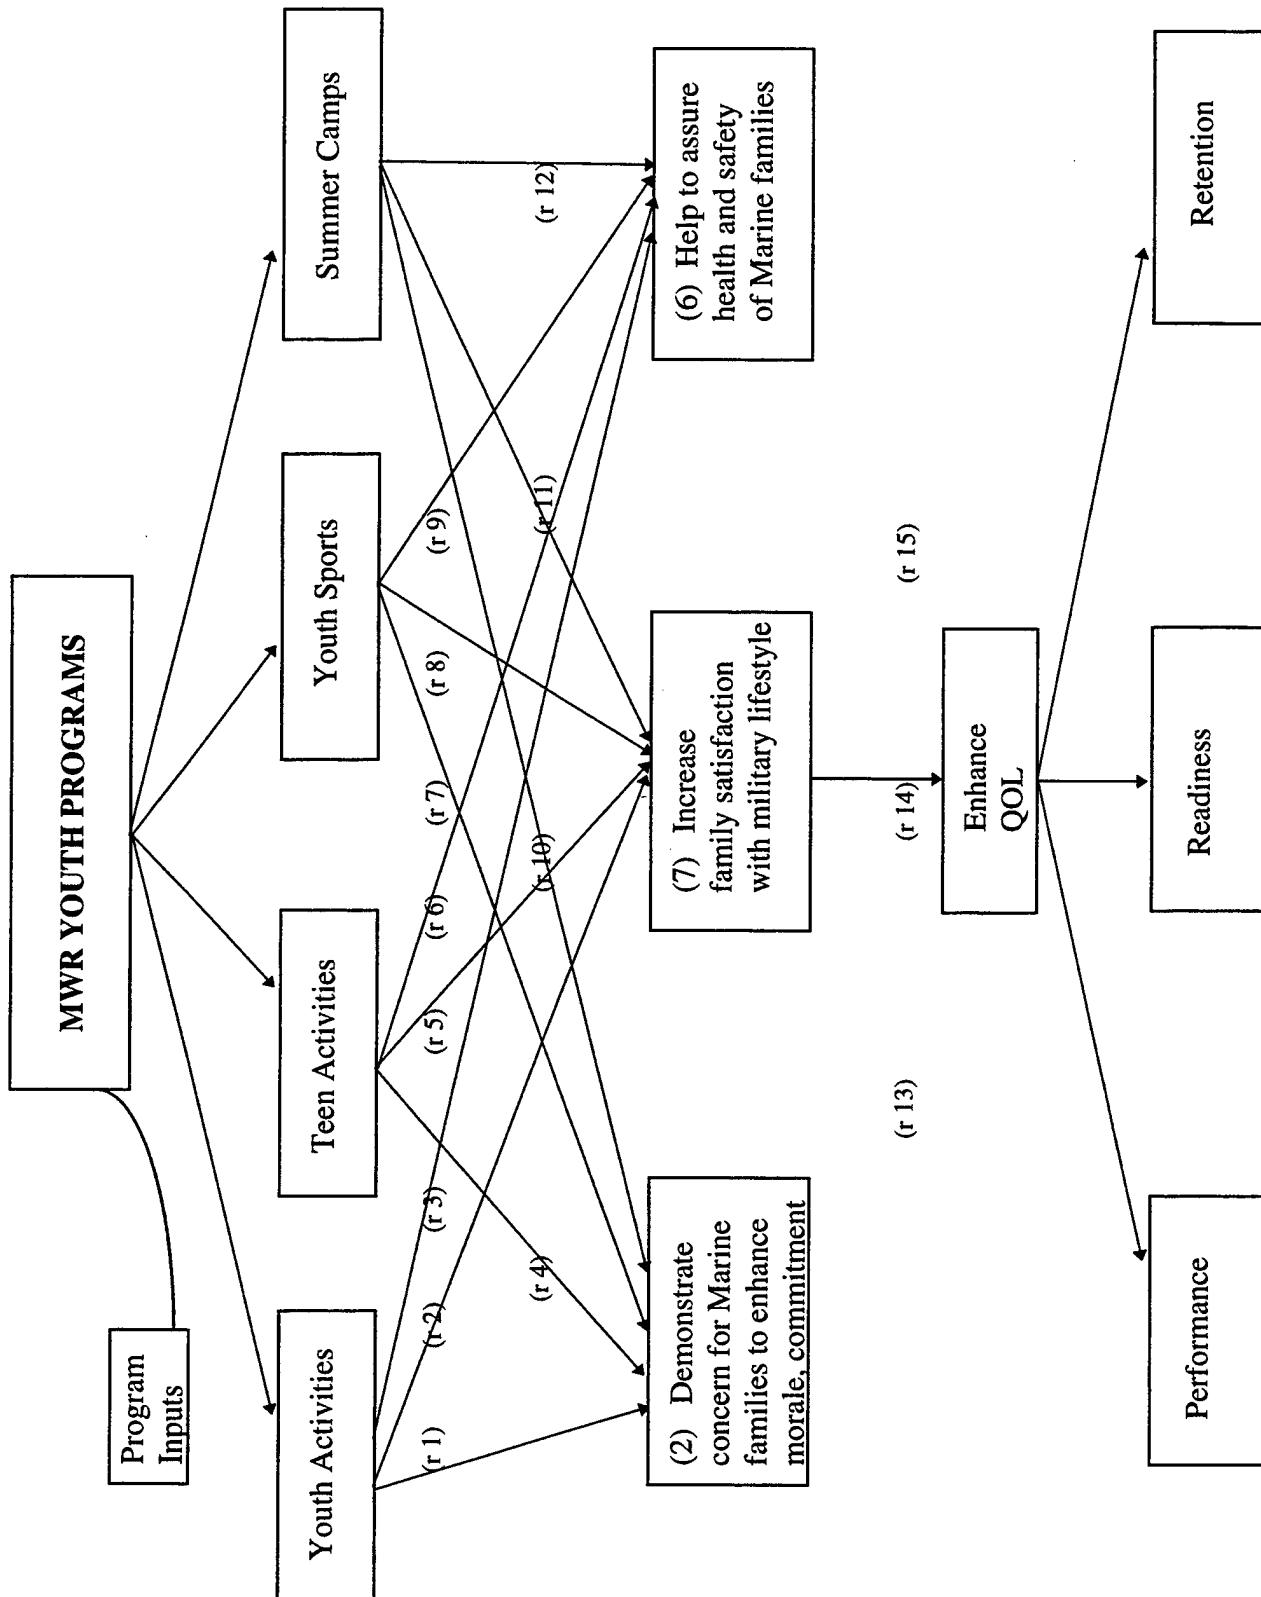 MWR YOUTH PROGRAMS
Program
Inputs
Youth Activities
Teen Activities
Youth Sports
Summer Camps
(r 1)
(r 2)
(r 3)
(r 5)
(r 6)
(r 7)
(r 8)
(r 9)
(r 4)
(r 10)
(r 11)
(r 12)
(2) Demonstrate
concern for Marine
families to enhance
morale, commitment
(7) Increase
family satisfaction
with military lifestyle
(6) Help to assure
health and safety
of Marine families
(r 13)
(r 14)
(r 15)
Enhance
QOL
Performance
Readiness
Retention